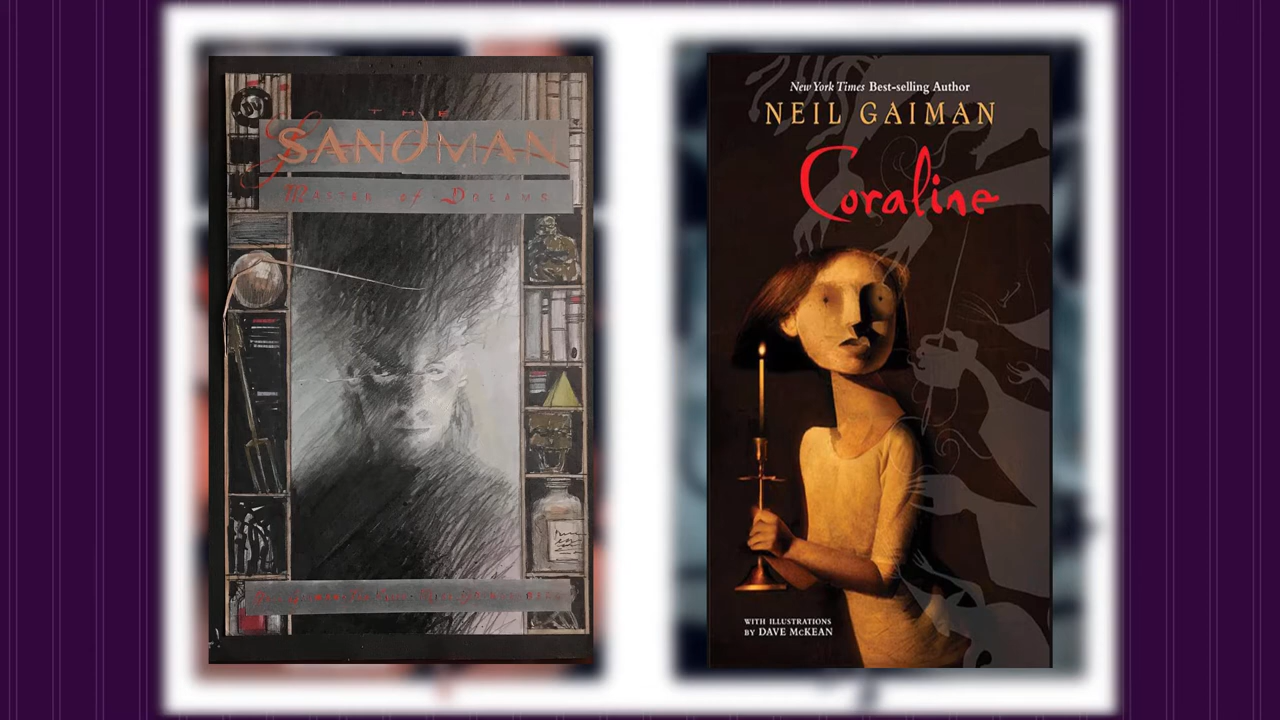 THE
SANDMAN
MASTER of DREAMS
New York Times Best-selling Author
NEIL GAIMAN
Coraline
WITH ILLUSTRATIONS
BY DAVE McKEAN